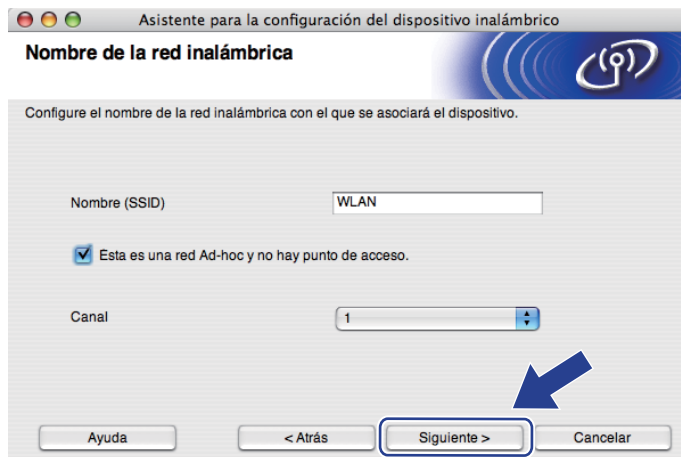 Asistente para la configuración del dispositivo inalámbrico
Nombre de la red inalámbrica
Configure el nombre de la red inalámbrica con el que se asociará el dispositivo.
Nombre (SSID) WLAN
Ésta es una red Ad-hoc y no hay punto de acceso.
Canal 1
Ayuda < Atrás Siguiente > Cancelar